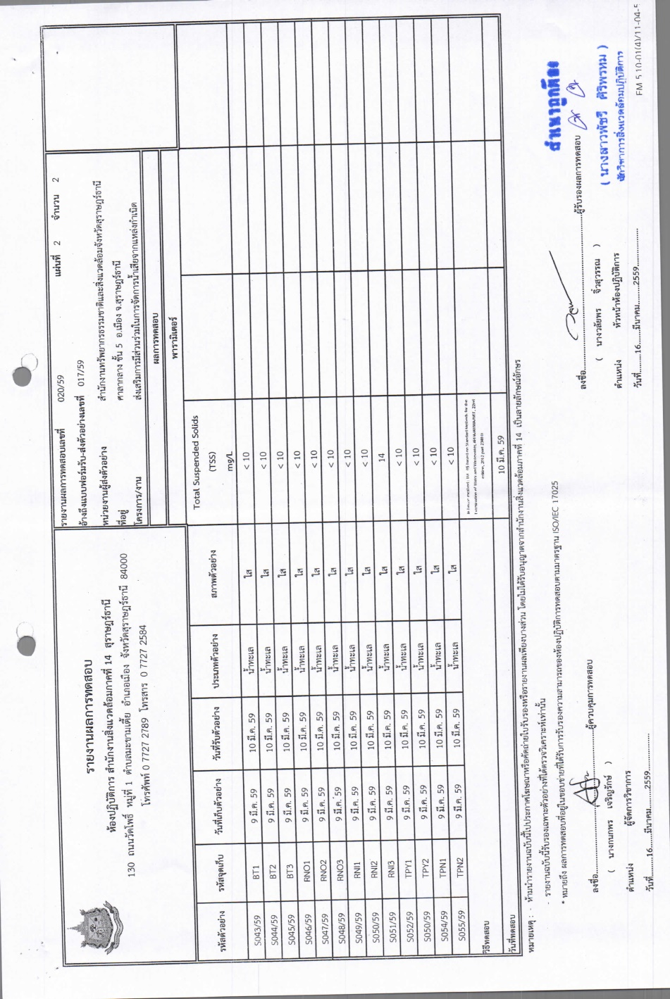 รายงานผลการทดสอบ
ห้องปฏิบัติการ สำนักงานสิ่งแวดล้อมภาคที่ 14 สุราษฎร์ธานี
130 ถนนวัดโพธิ์ หมู่ที่ 1 ตำบลมะขามเตี้ย อำเภอเมือง จังหวัดสุราษฎร์ธานี 84000
โทรศัพท์ 0 7727 2789 โทรสาร 0 7727 2584
รายงานผลการทดสอบเลขที่ 020/59 แผ่นที่ 2 จำนวน 2
อ้างถึงแบบฟอร์มรับ-ส่งตัวอย่างเลขที่ 017/59
หน่วยงานผู้ส่งตัวอย่าง สำนักงานทรัพยากรธรรมชาติและสิ่งแวดล้อมจังหวัดสุราษฎร์ธานี
ที่อยู่ ศาลากลาง ชั้น 5 อ.เมือง จ.สุราษฎร์ธานี
โครงการ/งาน ส่งเสริมการมีส่วนร่วมในการจัดการน้ำเสียจากแหล่งกำเนิด
ผลการทดสอบ
พารามิเตอร์
รหัสตัวอย่าง รหัสจุดเก็บ วันที่เก็บตัวอย่าง วันที่รับตัวอย่าง ประเภทตัวอย่าง สภาพตัวอย่าง Total Suspended Solids
(TSS)
mg/L
S043/59 BT1 9 มี.ค. 59 10 มี.ค. 59 น้ำทะเล ใส < 10
S044/59 BT2 9 มี.ค. 59 10 มี.ค. 59 น้ำทะเล ใส < 10
S045/59 BT3 9 มี.ค. 59 10 มี.ค. 59 น้ำทะเล ใส < 10
S046/59 RNO1 9 มี.ค. 59 10 มี.ค. 59 น้ำทะเล ใส < 10
S047/59 RNO2 9 มี.ค. 59 10 มี.ค. 59 น้ำทะเล ใส < 10
S048/59 RNO3 9 มี.ค. 59 10 มี.ค. 59 น้ำทะเล ใส < 10
S049/59 RNI1 9 มี.ค. 59 10 มี.ค. 59 น้ำทะเล ใส < 10
S050/59 RNI2 9 มี.ค. 59 10 มี.ค. 59 น้ำทะเล ใส < 10
S051/59 RNI3 9 มี.ค. 59 10 มี.ค. 59 น้ำทะเล ใส 14
S052/59 TPY1 9 มี.ค. 59 10 มี.ค. 59 น้ำทะเล ใส < 10
S050/59 TPY2 9 มี.ค. 59 10 มี.ค. 59 น้ำทะเล ใส < 10
S054/59 TPN1 9 มี.ค. 59 10 มี.ค. 59 น้ำทะเล ใส < 10
S055/59 TPN2 9 มี.ค. 59 10 มี.ค. 59 น้ำทะเล ใส < 10
วิธีทดสอบ
วันที่ทดสอบ 10 มี.ค. 59
หมายเหตุ : - ห้ามนำรายงานฉบับนี้ไปประกาศโฆษณาหรือคัดถ่ายใบรับรองหรือรายงานผลเพียงบางส่วน โดยไม่ได้รับอนุญาตจากสำนักงานสิ่งแวดล้อมภาคที่ 14 เป็นลายลักษณ์อักษร
- รายงานฉบับนี้รับรองเฉพาะตัวอย่างที่ได้ตรวจวิเคราะห์เท่านั้น
* หมายถึง ผลการทดสอบที่อยู่ในขอบข่ายที่ได้รับการรับรองความสามารถของห้องปฏิบัติการทดสอบตามมาตรฐาน ISO/IEC 17025
ลงชื่อ..........ผู้ควบคุมการทดสอบ
( นางกนกพร เจริญรักษ์ )
ตำแหน่ง ผู้จัดการวิชาการ
วันที่.........16.......มีนาคม.........2559..........
ลงชื่อ..........ผู้รับรองผลการทดสอบ
( นางวลัยพร จิ๋วสุวรรณ )
ตำแหน่ง หัวหน้าห้องปฏิบัติการ
วันที่.........16.......มีนาคม.........2559..........
สำเนาถูกต้อง
( นางสาวพัชรี ศิริพรหม )
นักวิชาการสิ่งแวดล้อมปฏิบัติการ
FM 5.10-01(4)/11-04-5